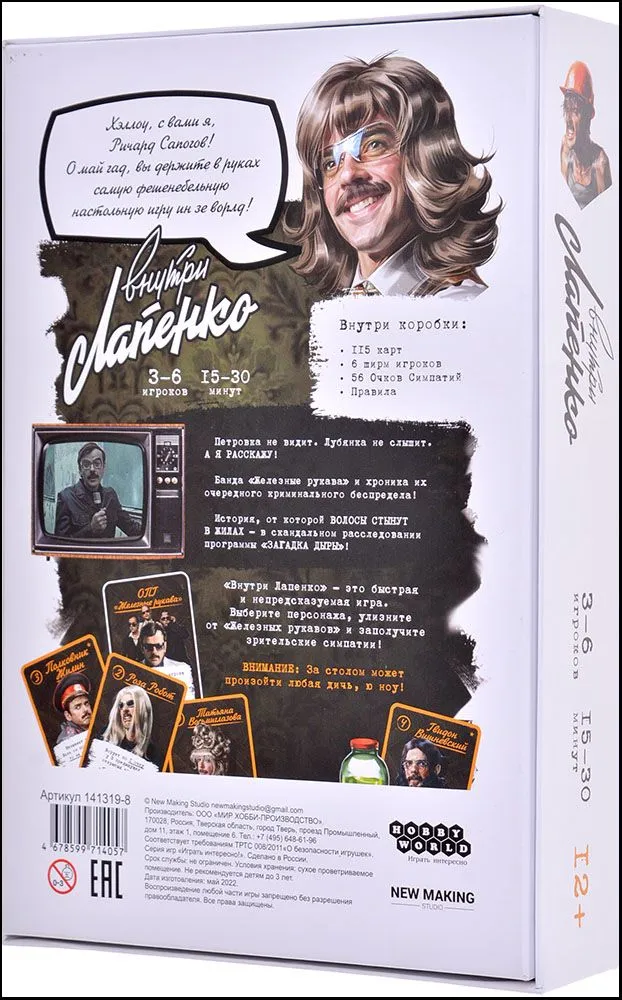 Хэллоу, с вами я,
Ричард Сапогов!
О май гад, вы держите в руках
самую фешенебельную
настольную игру ин зе ворлд!
внутри
Лапенко
3–6
игроков
15–30
минут
Внутри коробки:
• 115 карт
• 6 ширм игроков
• 56 Очков Симпатий
• Правила
Петровка не видит. Лубянка не слышит.
А Я РАССКАЖУ!
Банда «Железные рукава» и хроника их
очередного криминального беспредела!
История, от которой ВОЛОСЫ СТЫНУТ
В ЖИЛАХ – в скандальном расследовании
программы «ЗАГАДКА ДЫРЫ»!
«Внутри Лапенко» – это быстрая
и непредсказуемая игра.
Выберите персонажа, улизните
от «Железных рукавов» и заполучите
зрительские симпатии!
ВНИМАНИЕ: За столом может
произойти любая дичь, ю ноу!
ОПГ
«Железные рукава»
3 Полковник
Жилин
2 Роза Робот
Татьяна
Восьмиглазова
4 Гвидон
Вишневский
Артикул 141319-8
4 678599 714057
0-3
EAC
© New Making Studio newmakingstudio@gmail.com
Производитель: ООО «МИР ХОББИ-ПРОИЗВОДСТВО».
170028, Россия, Тверская область, город Тверь, проезд Промышленный,
дом 11, этаж 1, помещение 6. Тел.: +7 (495) 648-61-96
Соответствует требованиям ТРТС 008/2011«О безопасности игрушек».
Серия игр «Играть интересно». Сделано в России.
Срок службы: не ограничен. Условия хранения: сухое проветриваемое
помещение. Не рекомендуется детям до 3 лет.
Дата изготовления: май 2022.
Воспроизведение любой части игры запрещено без разрешения
правообладателя. Все права защищены.
HOBBY
WORLD
Играть интересно
NEW MAKING
STUDIO
внутри
Лапенко
3–6
игроков
15–30
минут
12+